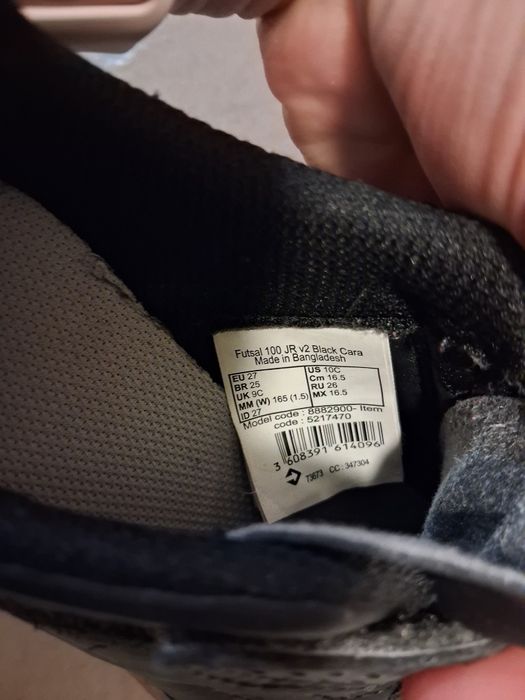 Futsal 100 JR v2 Black Cara
Made in Bangladesh
EU 27 US 10C
BR 25 Cm 16.5
UK 9C RU 26
MM (W) 165 (1.5) MX 16.5
ID 27
Model code : 8882900- Item
code : 5217470
3 608391 614096
T3673 CC : 347304